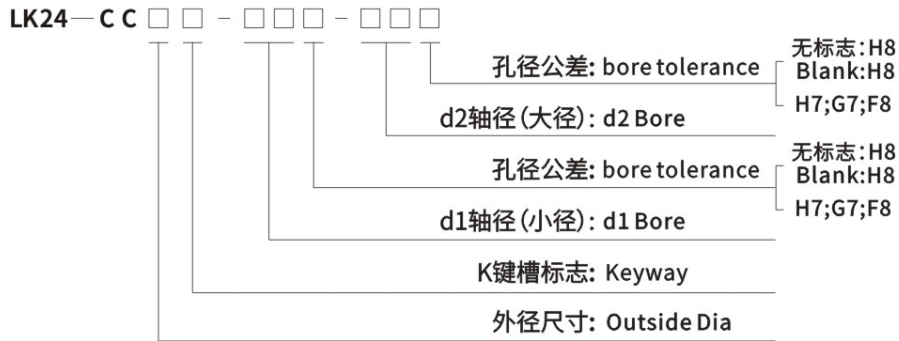 LK24—CC□□-□□□-□□□
孔径公差: bore tolerance
无标志:H8
Blank:H8
H7;G7;F8
d2轴径(大径): d2 Bore
孔径公差: bore tolerance
无标志:H8
Blank:H8
H7;G7;F8
d1轴径(小径): d1 Bore
K键槽标志: Keyway
外径尺寸: Outside Dia